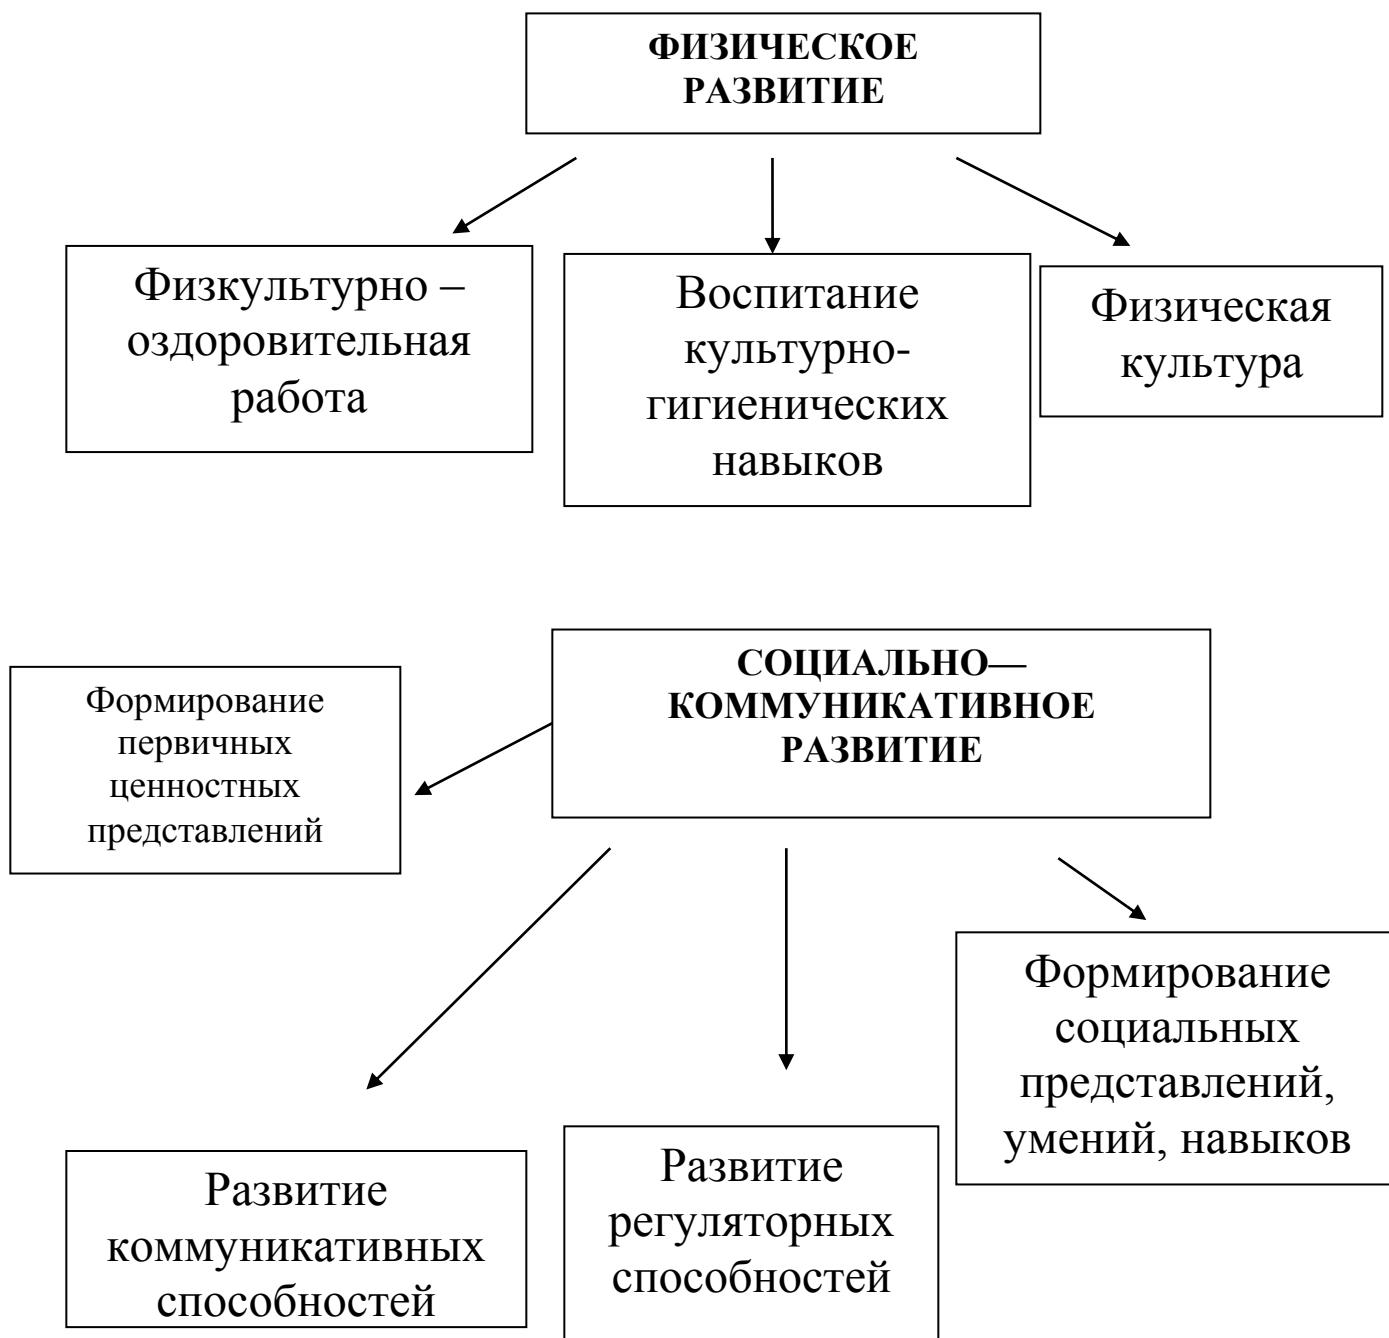 ФИЗИЧЕСКОЕ
РАЗВИТИЕ
Физкультурно –
оздоровительная
работа
Воспитание
культурно-
гигиенических
навыков
Физическая
культура
СОЦИАЛЬНО—
КОММУНИКАТИВНОЕ
РАЗВИТИЕ
Формирование
первичных
ценностных
представлений
Развитие
коммуникативных
способностей
Развитие
регуляторных
способностей
Формирование
социальных
представлений,
умений, навыков